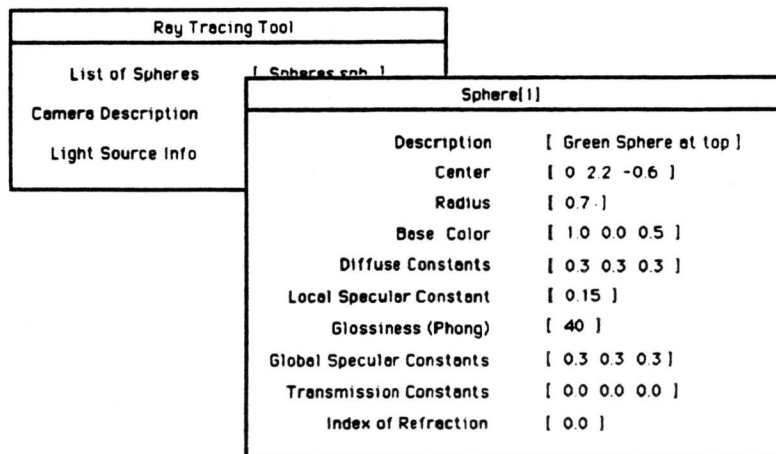 Ray Tracing Tool
List of Spheres [ Spheres.sph ]
Camera Description
Light Source Info
Sphere[1]
Description [ Green Sphere at top ]
Center [ 0 2.2 -0.6 ]
Radius [ 0.7 ]
Base Color [ 1.0 0.0 0.5 ]
Diffuse Constants [ 0.3 0.3 0.3 ]
Local Specular Constant [ 0.15 ]
Glossiness (Phong) [ 40 ]
Global Specular Constants [ 0.3 0.3 0.3 ]
Transmission Constants [ 0.0 0.0 0.0 ]
Index of Refraction [ 0.0 ]